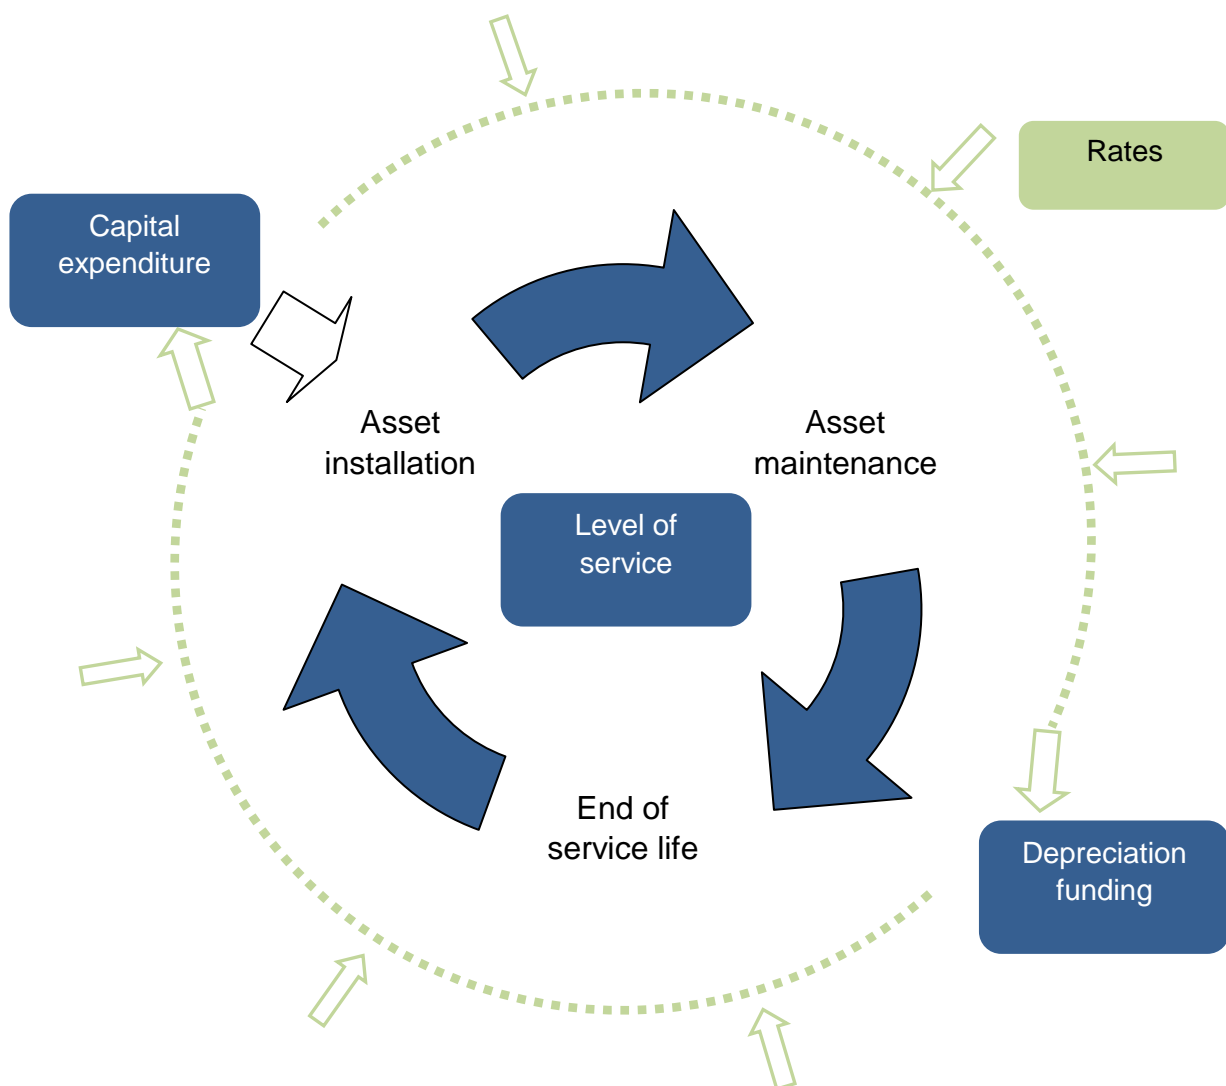 Rates
Capital
expenditure
Asset
installation
Asset
maintenance
Level of
service
End of
service life
Depreciation
funding